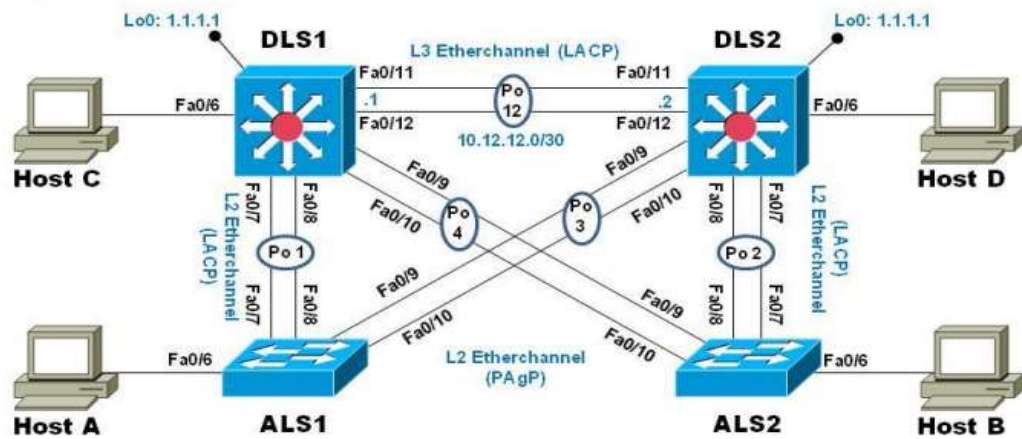 Lo0: 1.1.1.1
Lo0: 1.1.1.1
DLS1
DLS2
L3 Etherchannel (LACP)
Fa0/11
Fa0/11
Fa0/6
.1
Po
12
.2
Fa0/6
Fa0/12
Fa0/12
10.12.12.0/30
Host C
Host D
Fa0/9
Fa0/9
Fa0/10
Fa0/10
Fa0/7
Fa0/8
Fa0/8
Fa0/7
L2 Etherchannel
(LACP)
Po 1
Po
4
Po
3
Po 2
(LACP)
L2 Etherchannel
Fa0/7
Fa0/8
Fa0/9
Fa0/10
Fa0/9
Fa0/10
Fa0/8
Fa0/7
L2 Etherchannel
(PAgP)
Fa0/6
Fa0/6
Host A
ALS1
ALS2
Host B